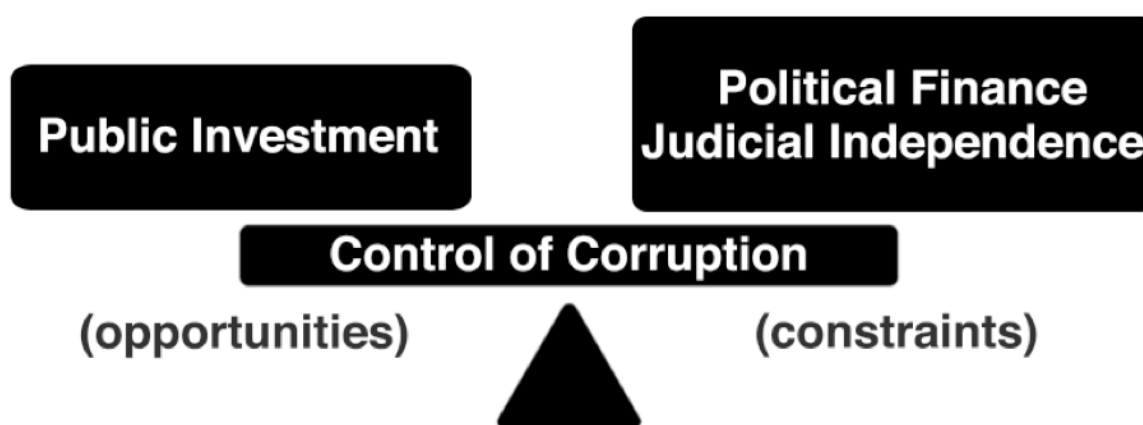 Public Investment
Political Finance
Judicial Independence
Control of Corruption
(opportunities)
(constraints)